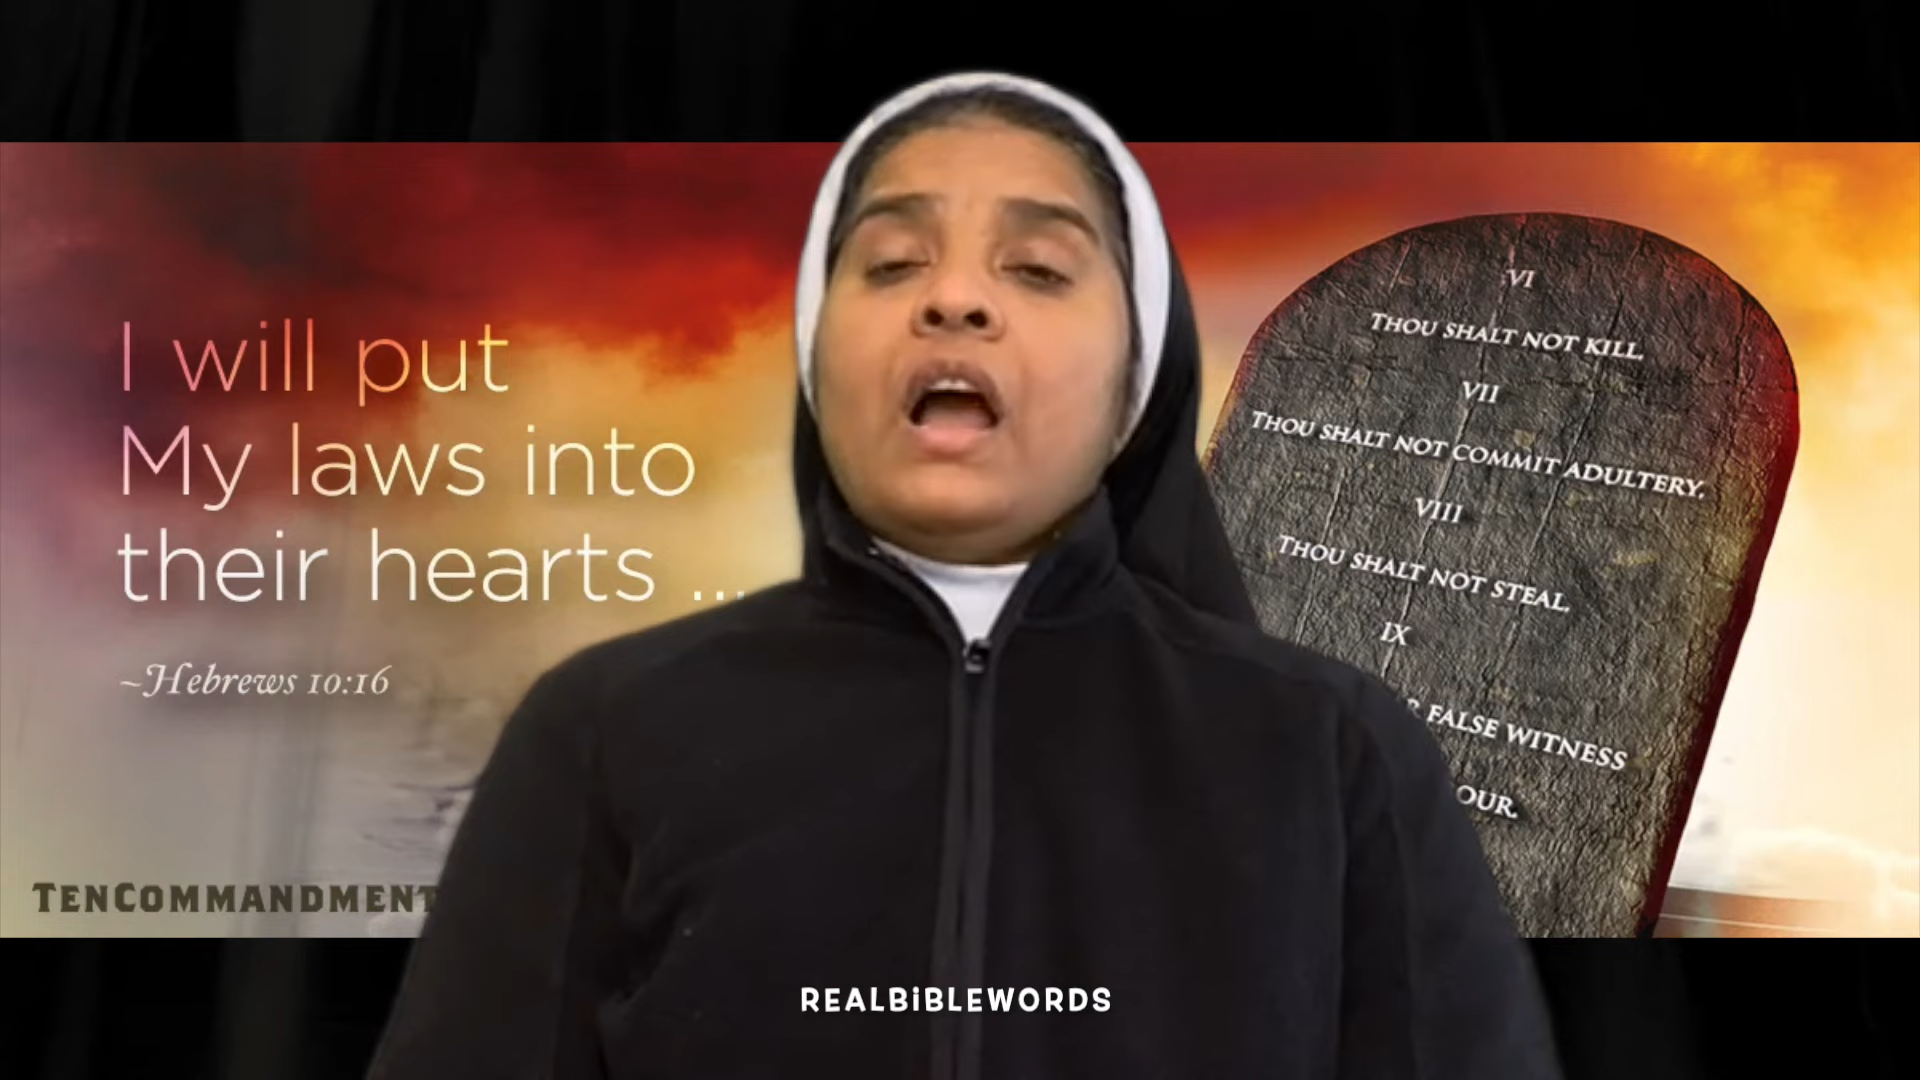 I will put
My laws into
their hearts ...
~Hebrews 10:16
TENCOMMANDMENT
VI
THOU SHALT NOT KILL.
VII
THOU SHALT NOT COMMIT ADULTERY.
VIII
THOU SHALT NOT STEAL.
IX
FALSE WITNESS
OUR.
REALBiBLEWORDS